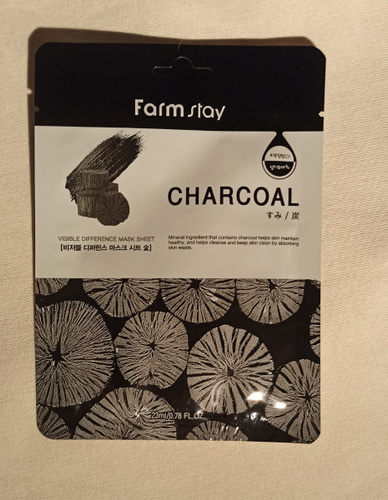 Farm stay
CHARCOAL
すみ / 炭
VISIBLE DIFFERENCE MASK SHEET
[비저블 디퍼런스 마스크 시트 숯]
Mineral ingredient that contains charcoal helps skin maintain
healthy, and helps cleanse and keep skin clean by absorbing
skin waste.
23ml/0.78 FL.OZ.